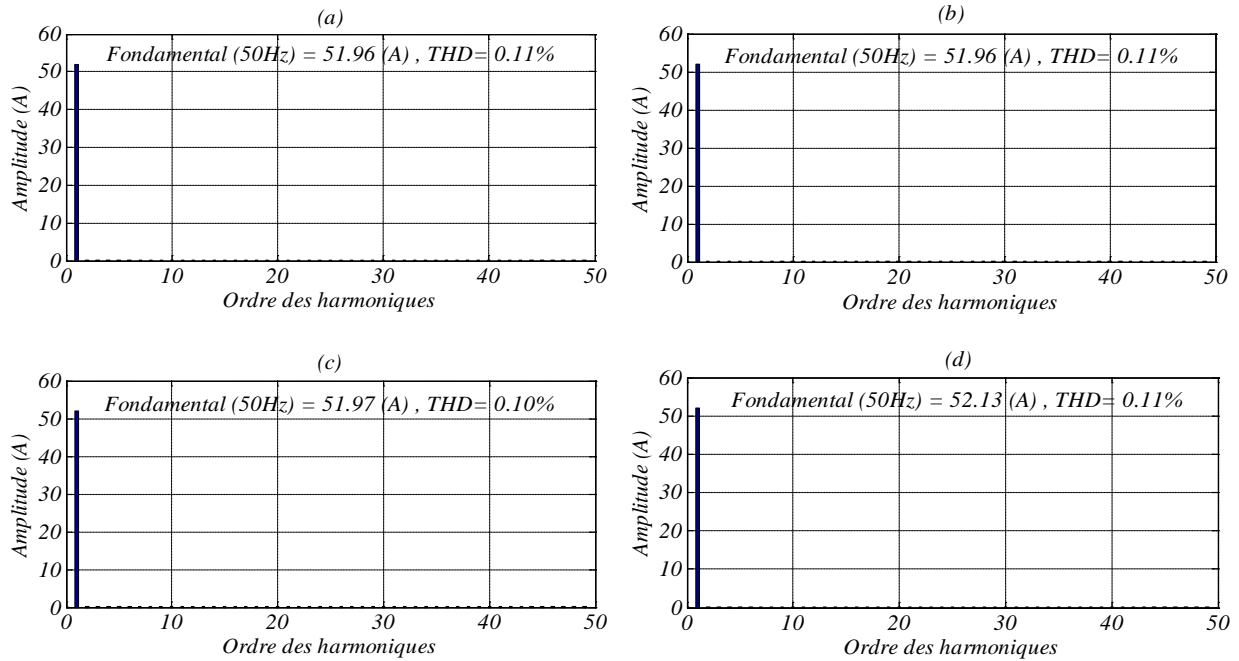 (a)
Fondamental (50Hz) = 51.96 (A) , THD= 0.11%
Amplitude (A)
60
50
40
30
20
10
0
0 10 20 30 40 50
Ordre des harmoniques
(b)
Fondamental (50Hz) = 51.96 (A) , THD= 0.11%
Amplitude (A)
60
50
40
30
20
10
0
0 10 20 30 40 50
Ordre des harmoniques
(c)
Fondamental (50Hz) = 51.97 (A) , THD= 0.10%
Amplitude (A)
60
50
40
30
20
10
0
0 10 20 30 40 50
Ordre des harmoniques
(d)
Fondamental (50Hz) = 52.13 (A) , THD= 0.11%
Amplitude (A)
60
50
40
30
20
10
0
0 10 20 30 40 50
Ordre des harmoniques